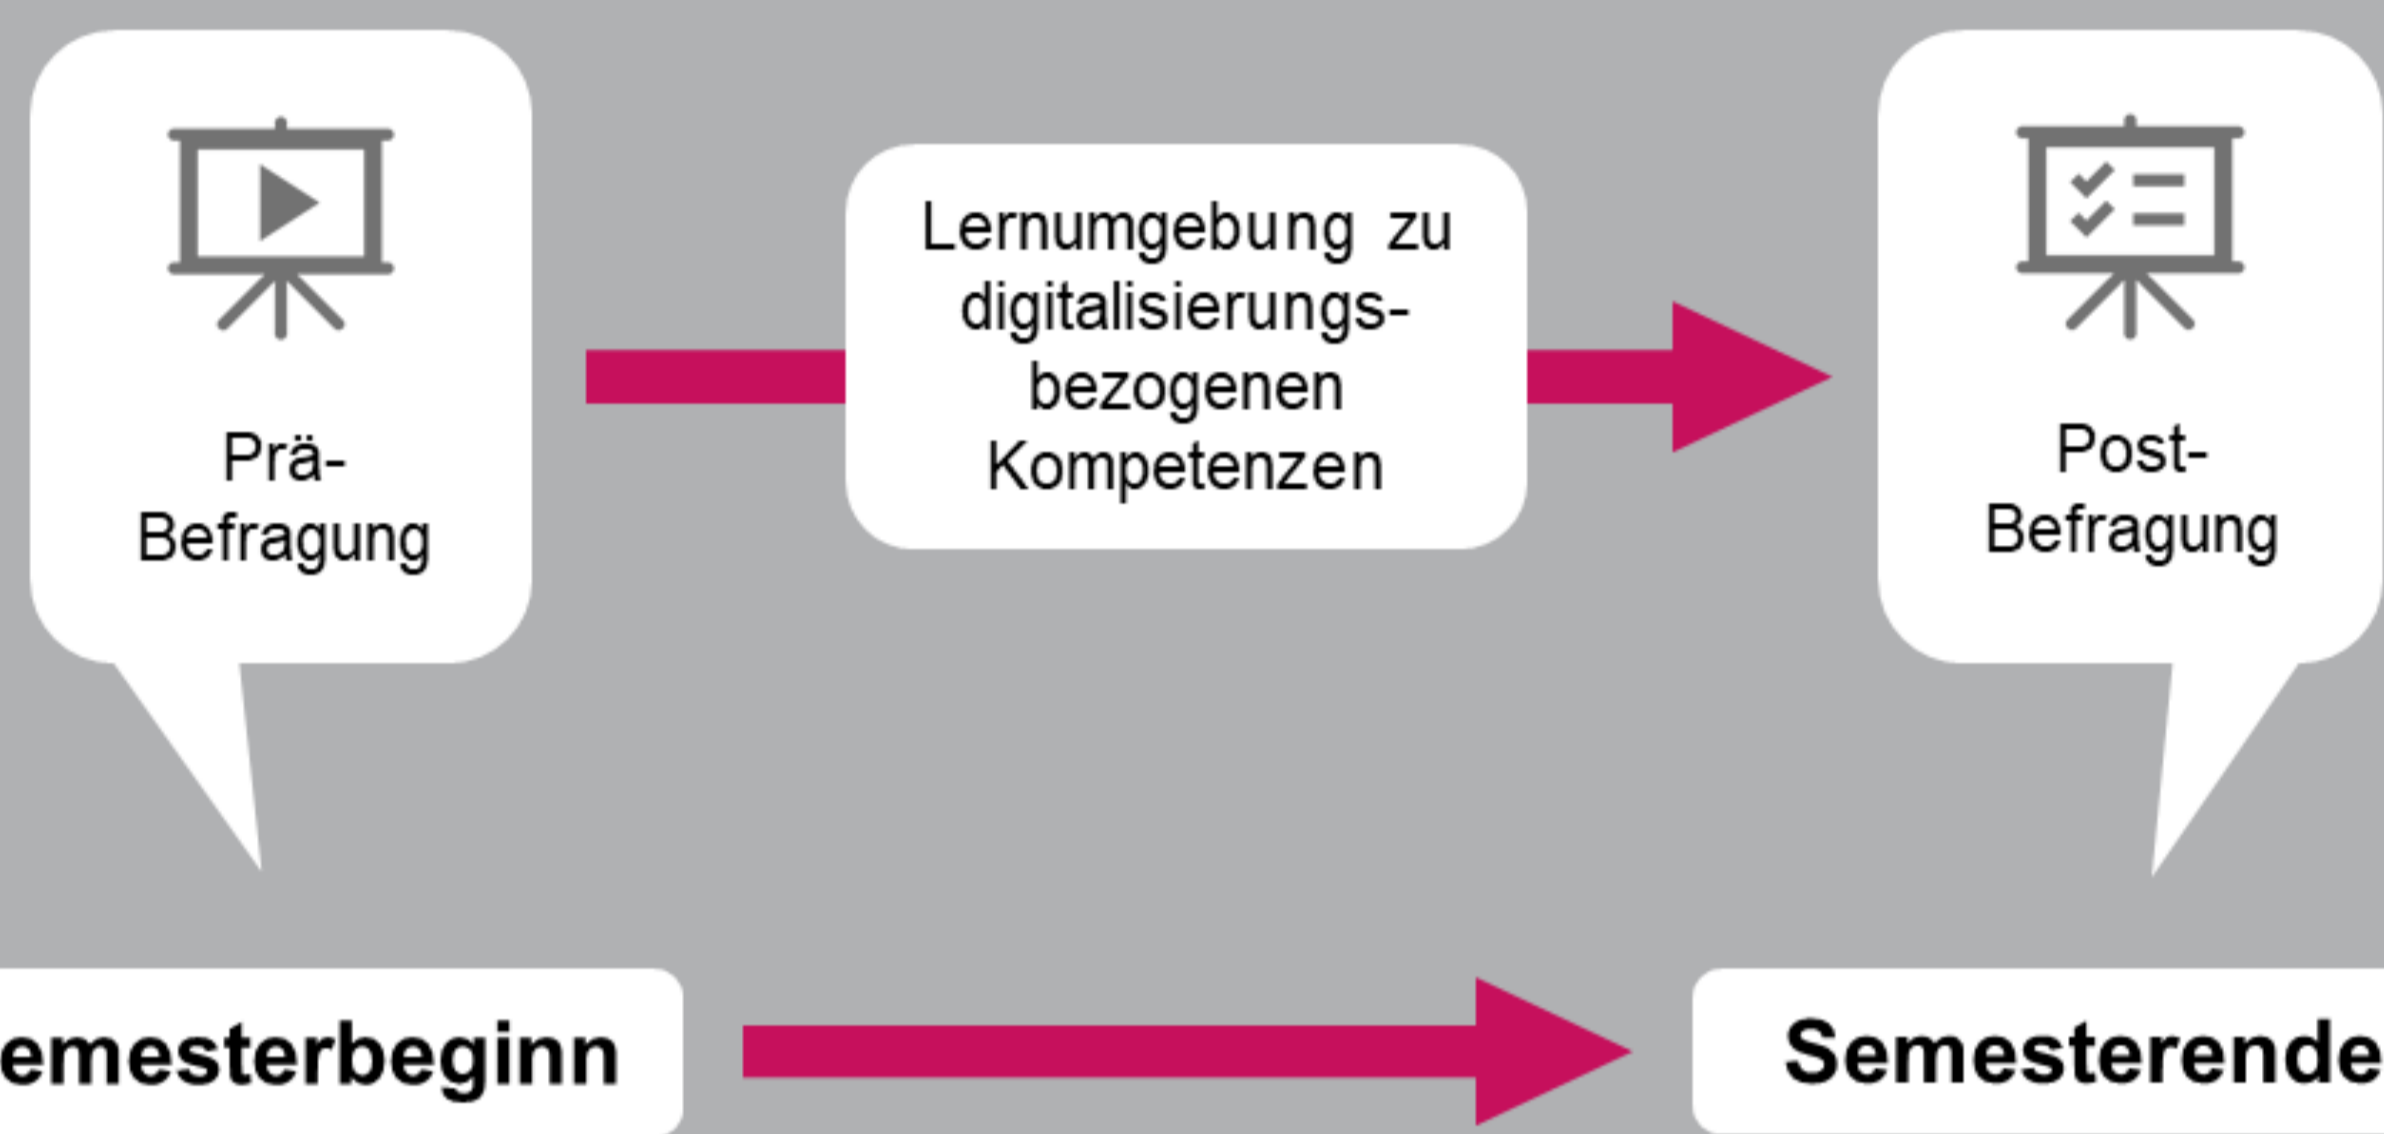 Prä-
Befragung
Lernumgebung zu
digitalisierungs-
bezogenen
Kompetenzen
Post-
Befragung
emesterbeginn
Semesterende